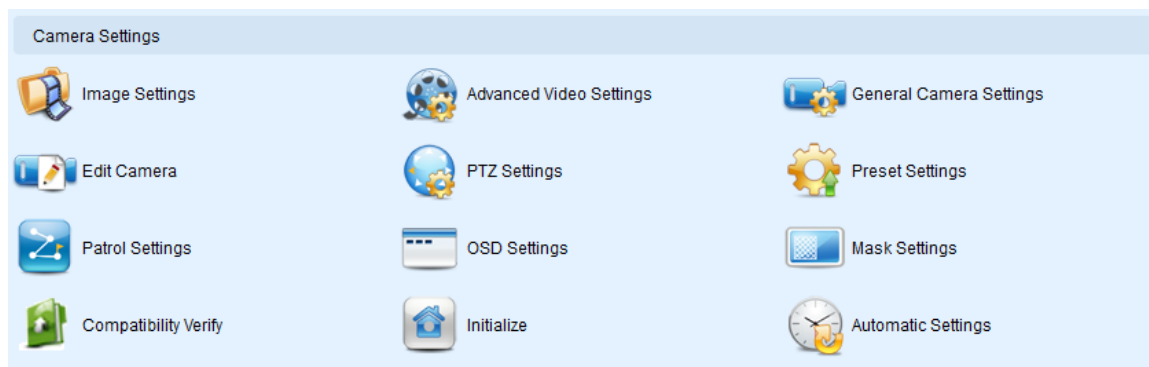 Camera Settings
Image Settings
Advanced Video Settings
General Camera Settings
Edit Camera
PTZ Settings
Preset Settings
Patrol Settings
OSD Settings
Mask Settings
Compatibility Verify
Initialize
Automatic Settings